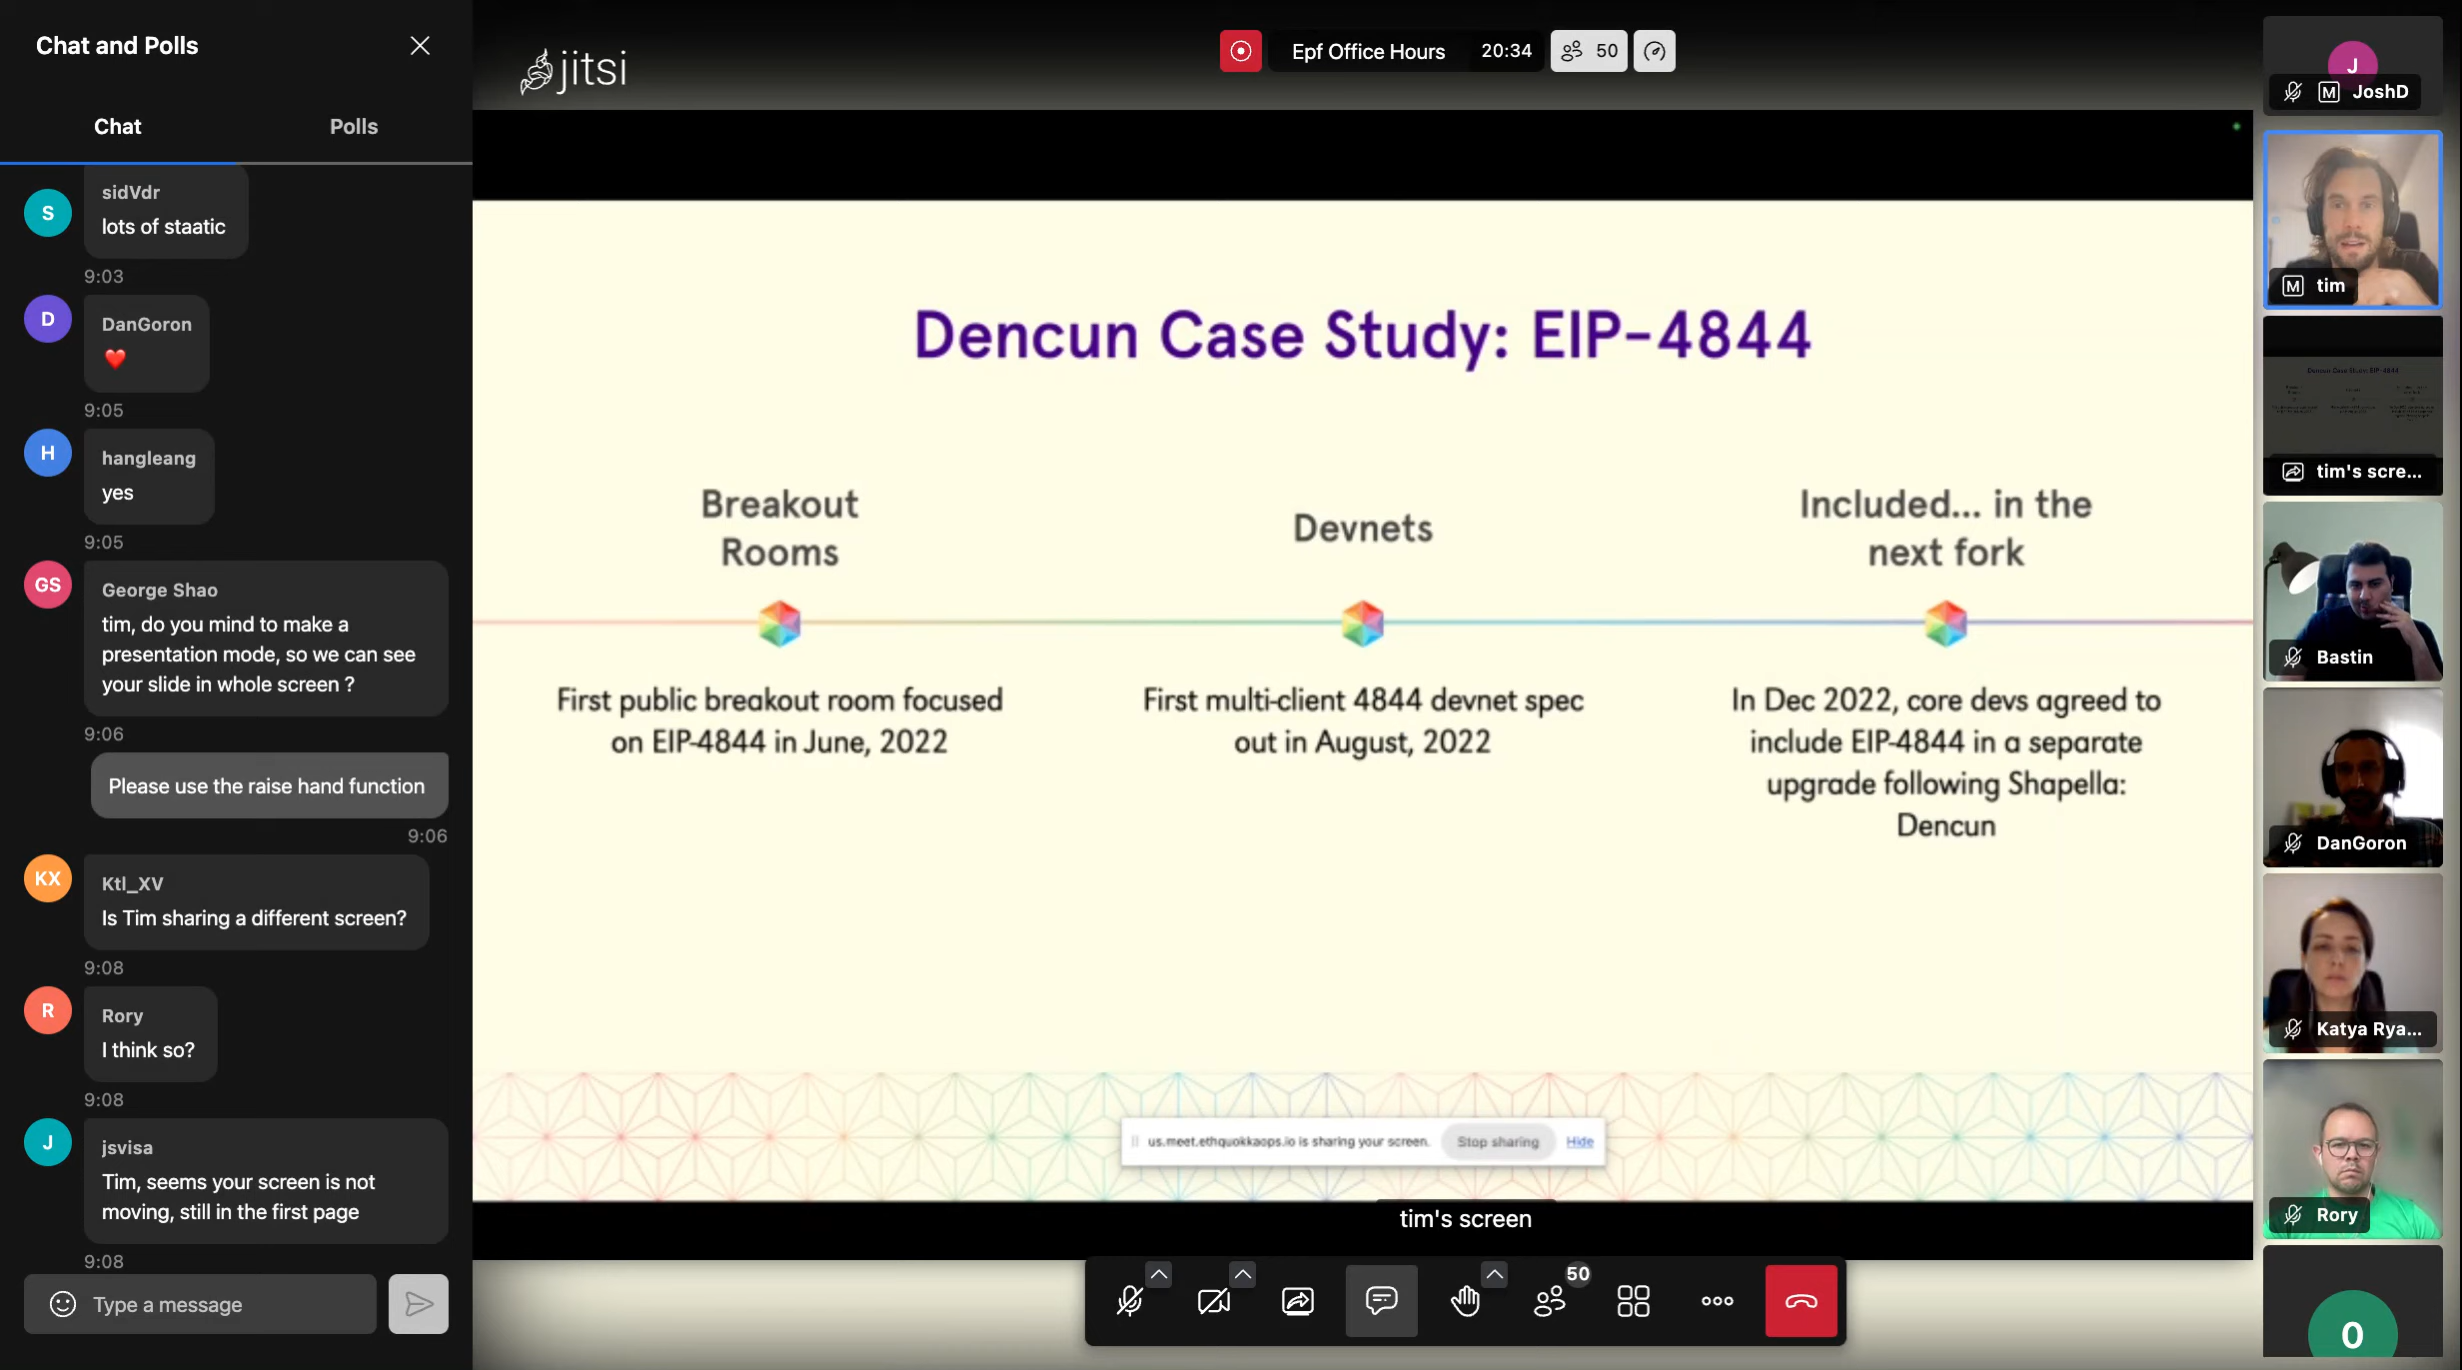 Chat and Polls
Chat
Polls
S
sidVdr
lots of staatic
9:03
D
DanGoron
❤️
9:05
H
hangleang
yes
9:05
GS
George Shao
tim, do you mind to make a
presentation mode, so we can see
your slide in whole screen ?
9:06
Please use the raise hand function
9:06
KX
Ktl_XV
Is Tim sharing a different screen?
9:08
R
Rory
I think so?
9:08
J
jsvisa
Tim, seems your screen is not
moving, still in the first page
9:08
Type a message
jitsi
Epf Office Hours
20:34
50
Dencun Case Study: EIP-4844
Breakout
Rooms
First public breakout room focused
on EIP-4844 in June, 2022
Devnets
First multi-client 4844 devnet spec
out in August, 2022
Included... in the
next fork
In Dec 2022, core devs agreed to
include EIP-4844 in a separate
upgrade following Shapella:
Dencun
us.meet.ethquokkaops.io is sharing your screen.
Stop sharing
Hide
tim's screen
50
J
M JoshD
M tim
Dencun Case Study: EIP-4844
tim's scre...
Bastin
DanGoron
Katya Rya...
Rory
O